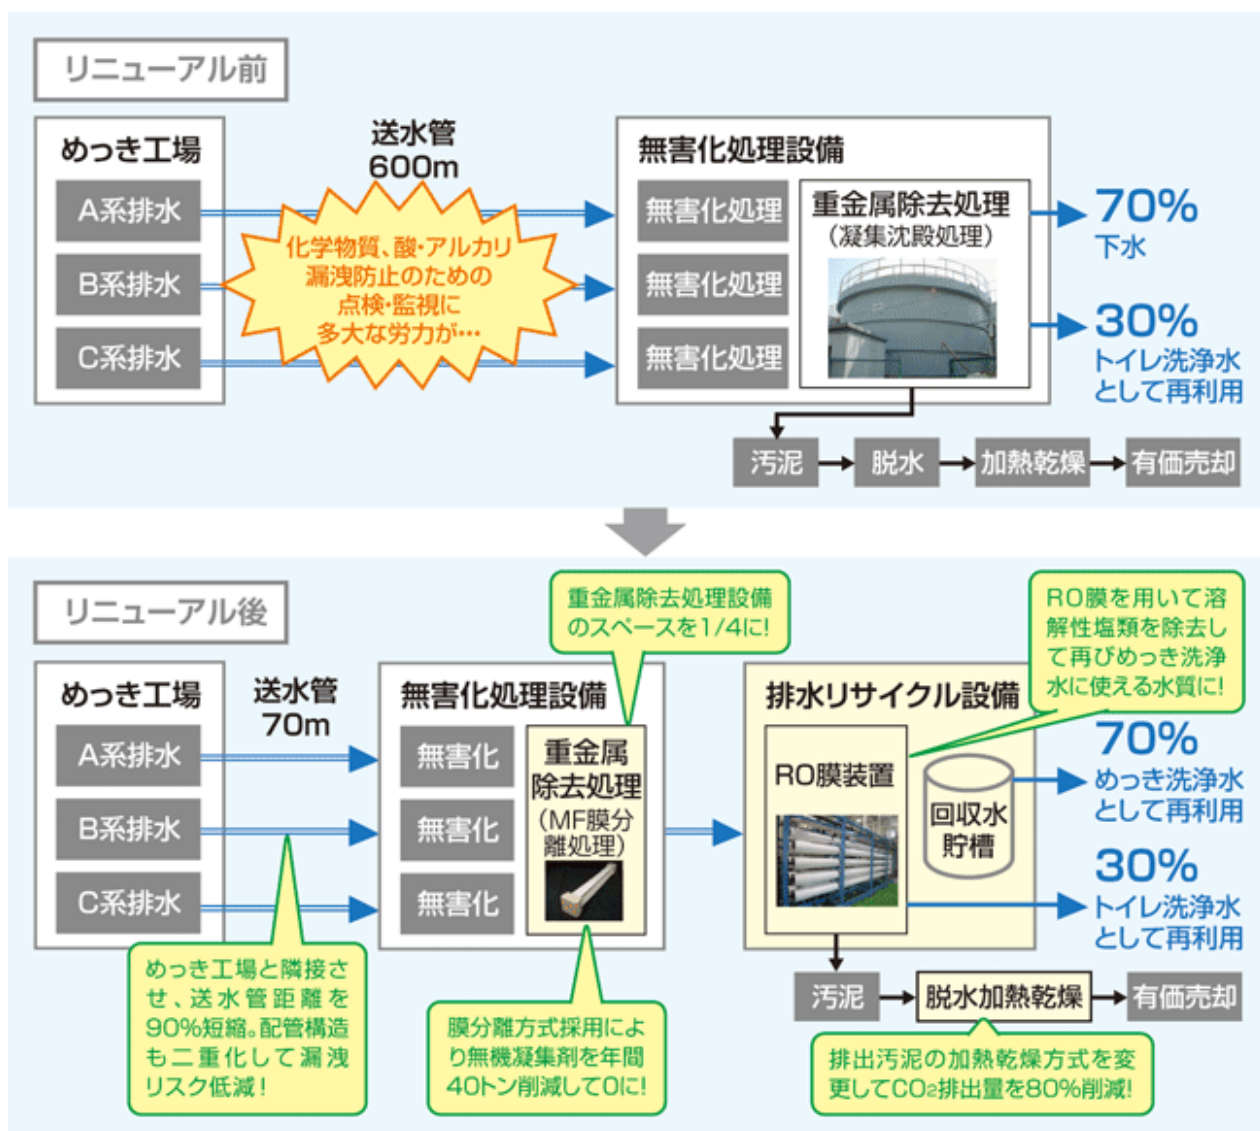 リニューアル前
めっき工場
A系排水
B系排水
C系排水
送水管
600m
化学物質、酸・アルカリ
漏洩防止のための
点検・監視に
多大な労力が…
無害化処理設備
無害化処理
無害化処理
無害化処理
重金属除去処理
（凝集沈殿処理）
70%
下水
30%
トイレ洗浄水
として再利用
汚泥
脱水
加熱乾燥
有価売却
リニューアル後
めっき工場
A系排水
B系排水
C系排水
送水管
70m
めっき工場と隣接さ
せ、送水管距離を
90%短縮。配管構造
も二重化して漏洩
リスク低減！
無害化処理設備
無害化
無害化
無害化
重金属
除去処理
（MF膜分
離処理）
重金属除去処理設備
のスペースを1/4に！
膜分離方式採用によ
り無機凝集剤を年間
40トン削減して0に！
排水リサイクル設備
RO膜装置
回収水
貯槽
RO膜を用いて溶
解性塩類を除去し
て再びめっき洗浄
水に使える水質に！
70%
めっき洗浄水
として再利用
30%
トイレ洗浄水
として再利用
汚泥
脱水加熱乾燥
有価売却
排出汚泥の加熱乾燥方式を変
更してCO₂排出量を80%削減！